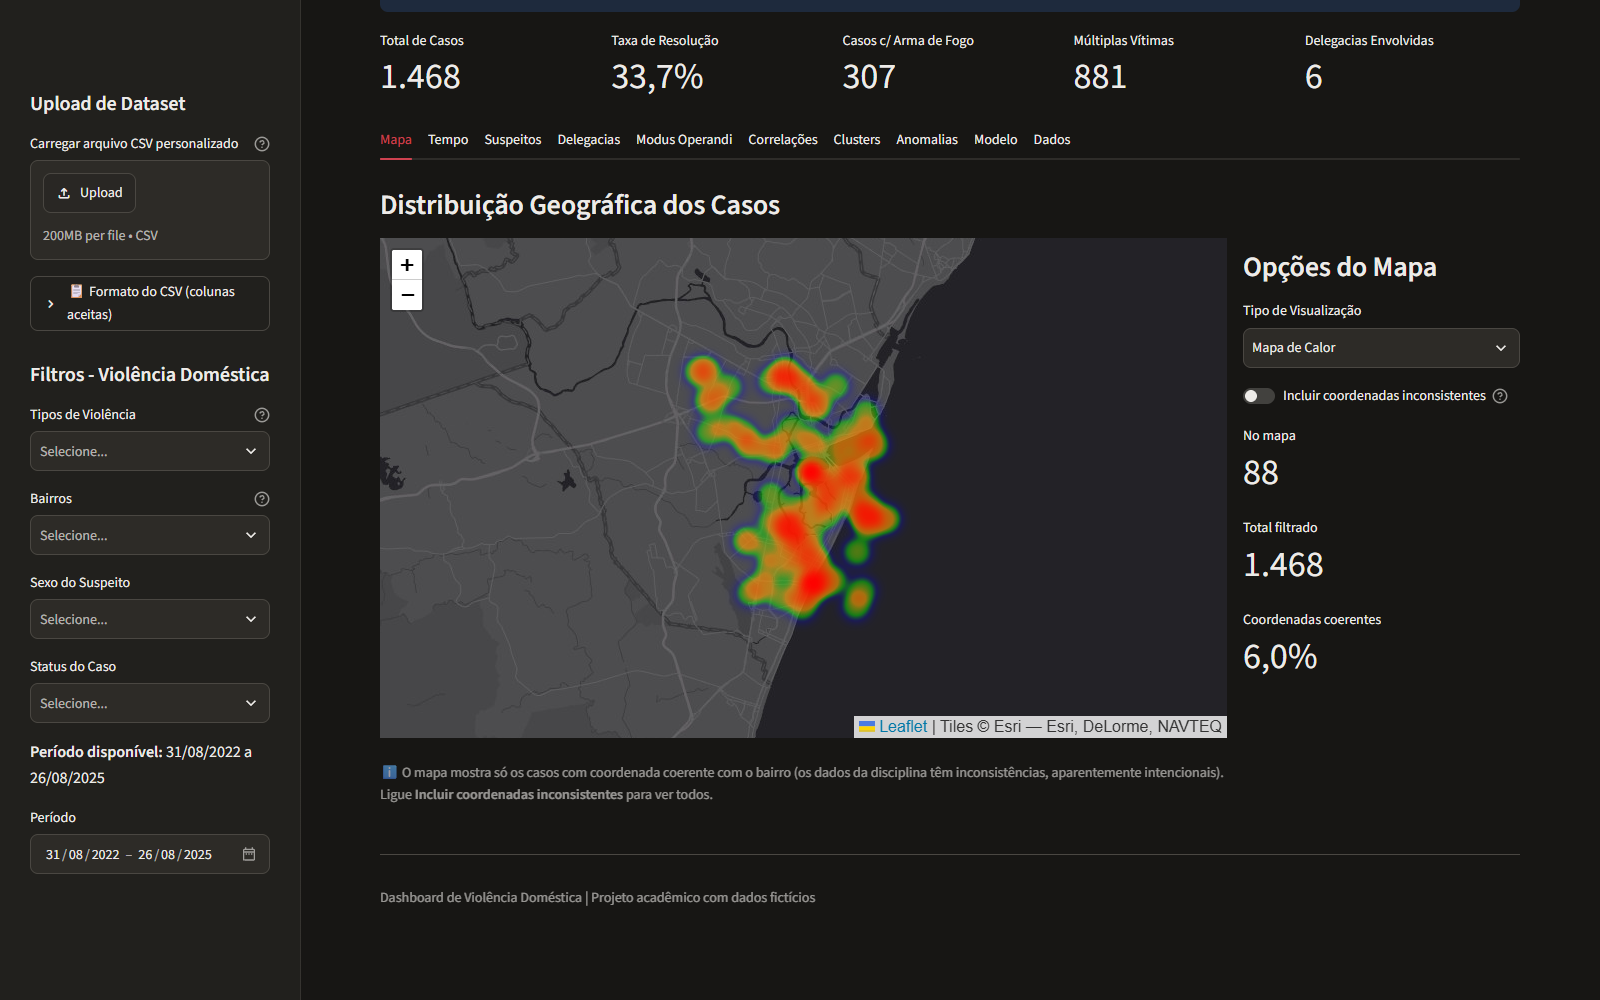 Upload de Dataset
Carregar arquivo CSV personalizado
Upload
200MB per file • CSV
Formato do CSV (colunas
aceitas)
Filtros - Violência Doméstica
Tipos de Violência
Selecione...
Bairros
Selecione...
Sexo do Suspeito
Selecione...
Status do Caso
Selecione...
Período disponível: 31/08/2022 a
26/08/2025
Período
31/08/2022 – 26/08/2025
Total de Casos
1.468
Taxa de Resolução
33,7%
Casos c/ Arma de Fogo
307
Múltiplas Vítimas
881
Delegacias Envolvidas
6
Mapa Tempo Suspeitos Delegacias Modus Operandi Correlações Clusters Anomalias Modelo Dados
Distribuição Geográfica dos Casos
+
−
Leaflet | Tiles © Esri — Esri, DeLorme, NAVTEQ
Opções do Mapa
Tipo de Visualização
Mapa de Calor
Incluir coordenadas inconsistentes
No mapa
88
Total filtrado
1.468
Coordenadas coerentes
6,0%
O mapa mostra só os casos com coordenada coerente com o bairro (os dados da disciplina têm inconsistências, aparentemente intencionais).
Ligue Incluir coordenadas inconsistentes para ver todos.
Dashboard de Violência Doméstica | Projeto acadêmico com dados fictícios